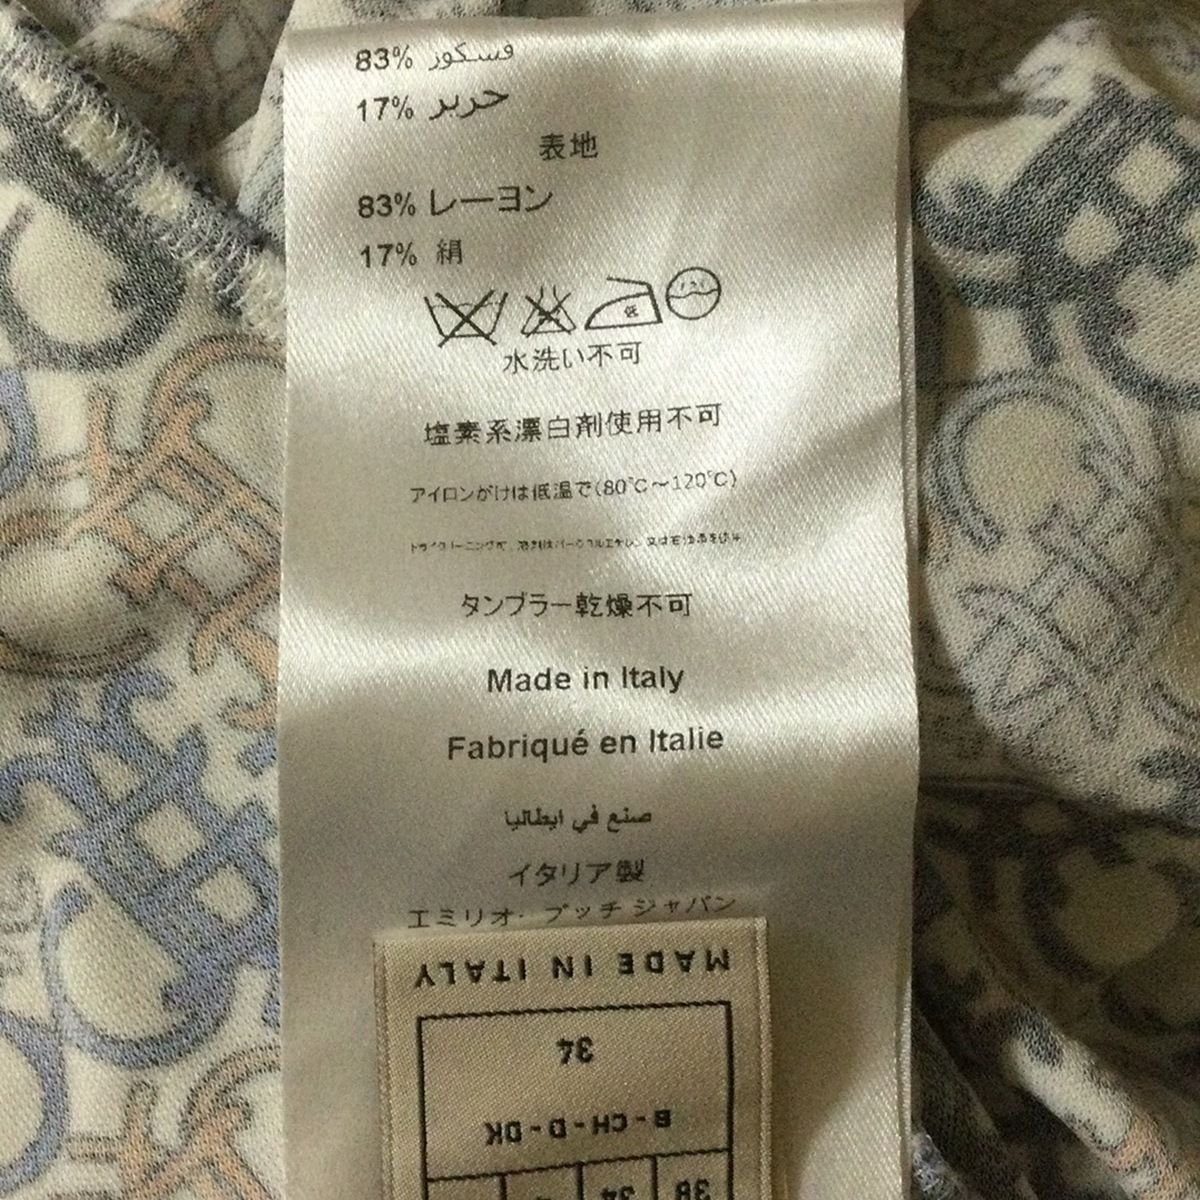 83% فسكوز
17% حرير
表地
83% レーヨン
17% 絹
低
水洗い不可
塩素系漂白剤使用不可
アイロンがけは低温で(80℃～120℃)
タンブラー乾燥不可
Made in Italy
Fabriqué en Italie
صنع في ايطاليا
イタリア製
エミリオ・プッチ ジャパン
MADE IN ITALY
34
B - CH - D - DK
34
38